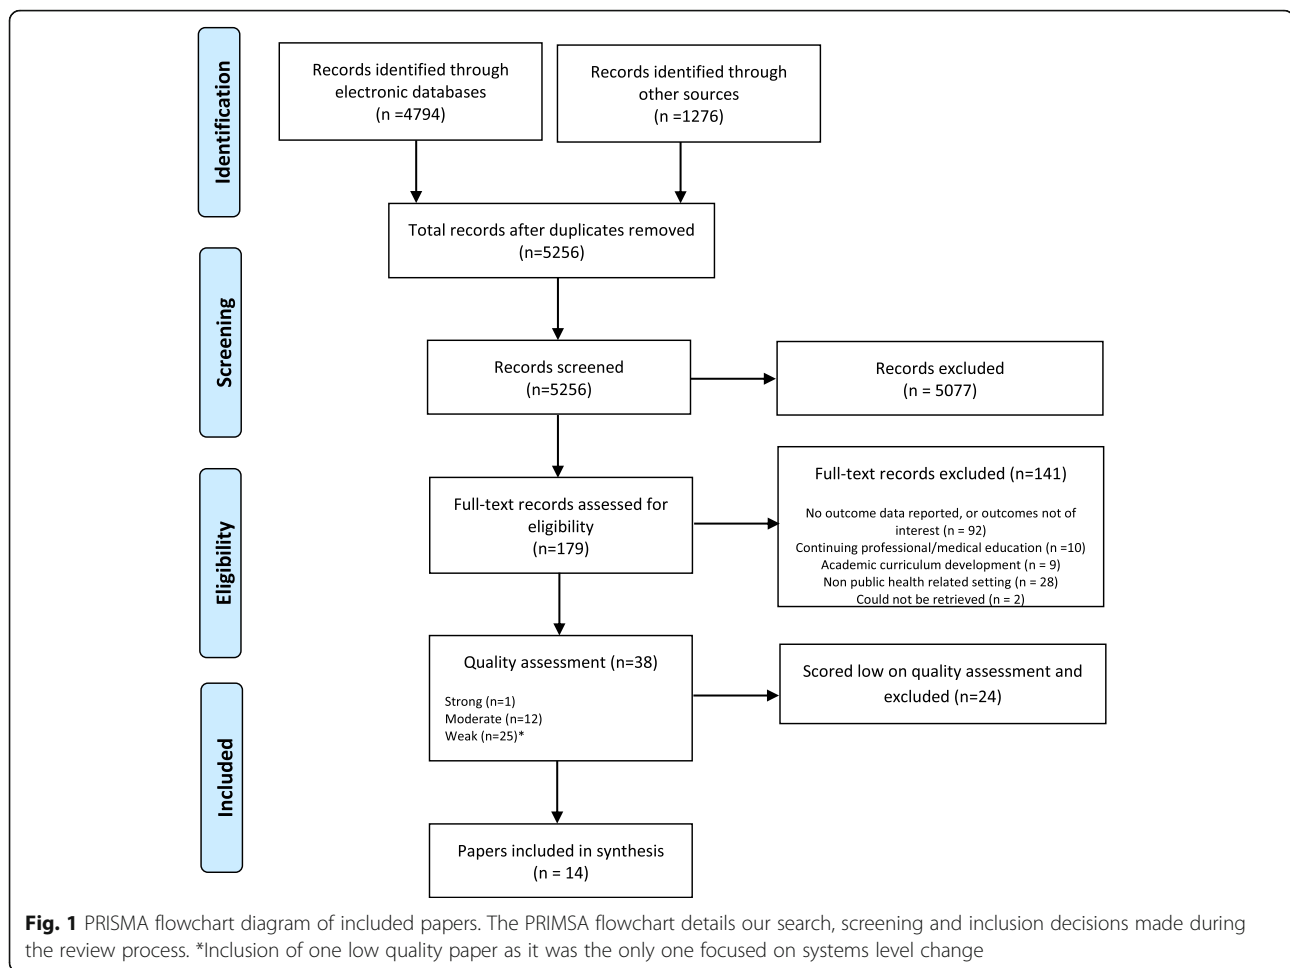 Identification
Records identified through
electronic databases
(n =4794)
Records identified through
other sources
(n =1276)
Total records after duplicates removed
(n=5256)
Screening
Records screened
(n=5256)
Records excluded
(n = 5077)
Eligibility
Full-text records assessed for
eligibility
(n=179)
Full-text records excluded (n=141)
No outcome data reported, or outcomes not of
interest (n = 92)
Continuing professional/medical education (n =10)
Academic curriculum development (n = 9)
Non public health related setting (n = 28)
Could not be retrieved (n = 2)
Quality assessment (n=38)
Strong (n=1)
Moderate (n=12)
Weak (n=25)*
Scored low on quality assessment and
excluded (n=24)
Included
Papers included in synthesis
(n = 14)
Fig. 1 PRISMA flowchart diagram of included papers. The PRIMSA flowchart details our search, screening and inclusion decisions made during
the review process. *Inclusion of one low quality paper as it was the only one focused on systems level change